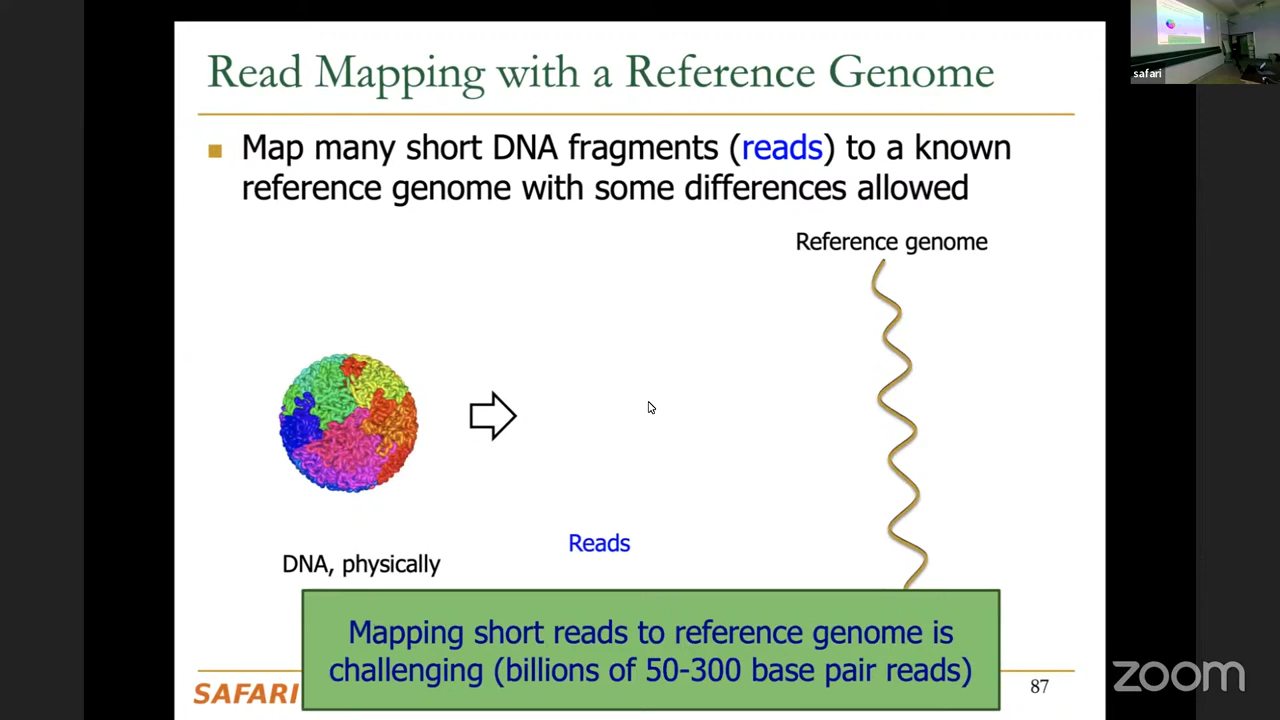 Read Mapping with a Reference Genome
Map many short DNA fragments (reads) to a known
reference genome with some differences allowed
Reference genome
Reads
DNA, physically
Mapping short reads to reference genome is
challenging (billions of 50-300 base pair reads)
SAFARI
87
safari
zoom